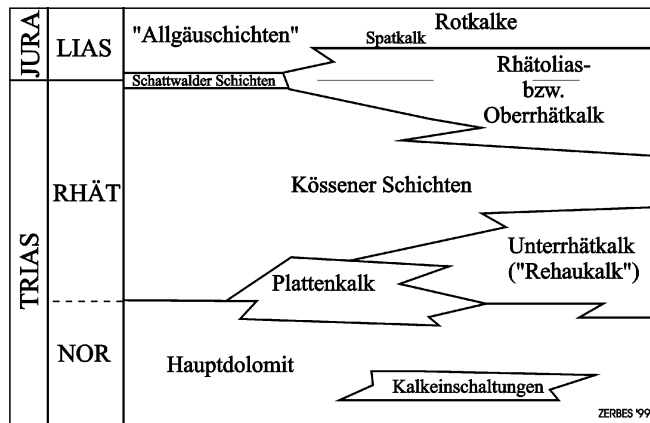 JURA
LIAS
"Allgäuschichten"
Rotkalke
Spatkalk
Schattwalder Schichten
Rhätolias-
bzw.
Oberrhätkalk
TRIAS
RHÄT
Kössener Schichten
Unterrhätkalk
("Rehaukalk")
Plattenkalk
NOR
Hauptdolomit
Kalkeinschaltungen
ZERBES '99